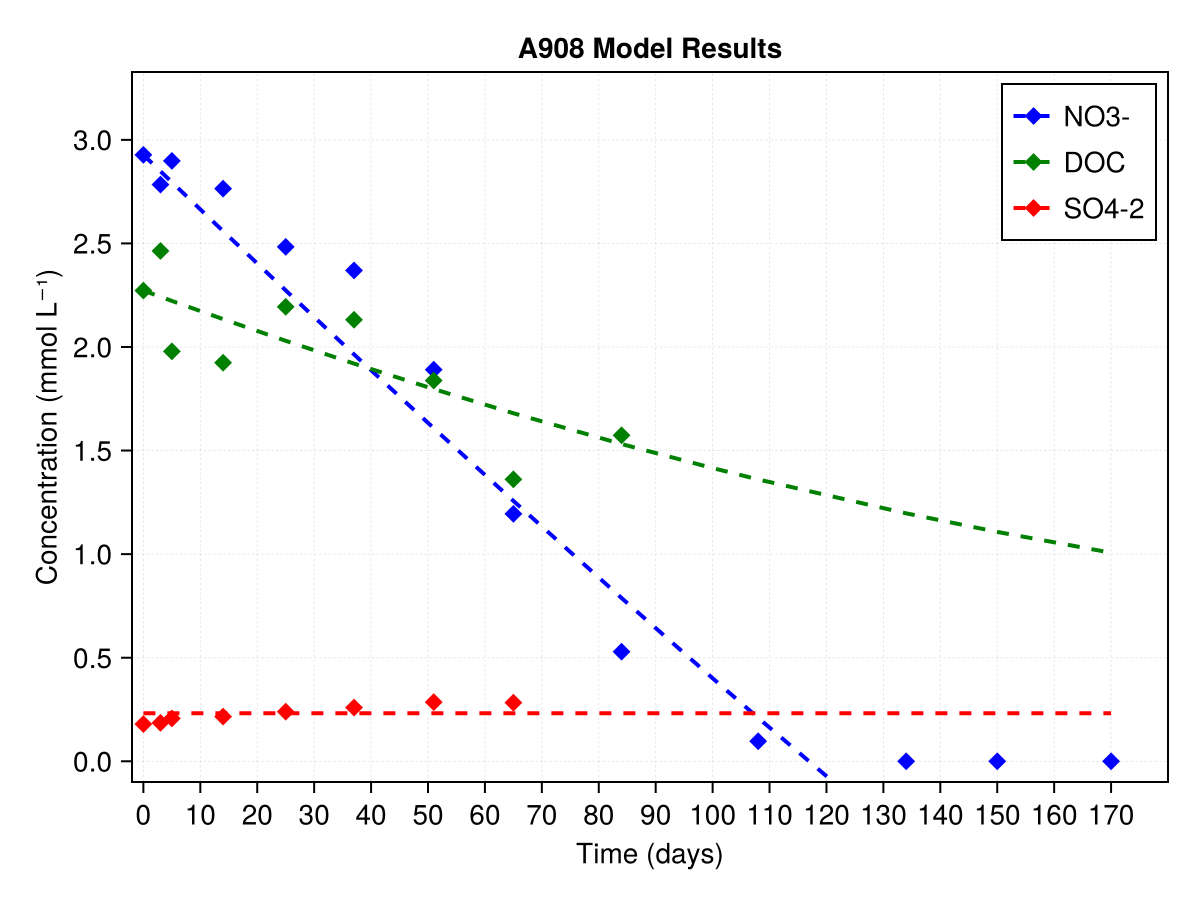 A908 Model Results
NO3-
DOC
SO4-2
Concentration (mmol L⁻¹)
3.0
2.5
2.0
1.5
1.0
0.5
0.0
0 10 20 30 40 50 60 70 80 90 100 110 120 130 140 150 160 170
Time (days)